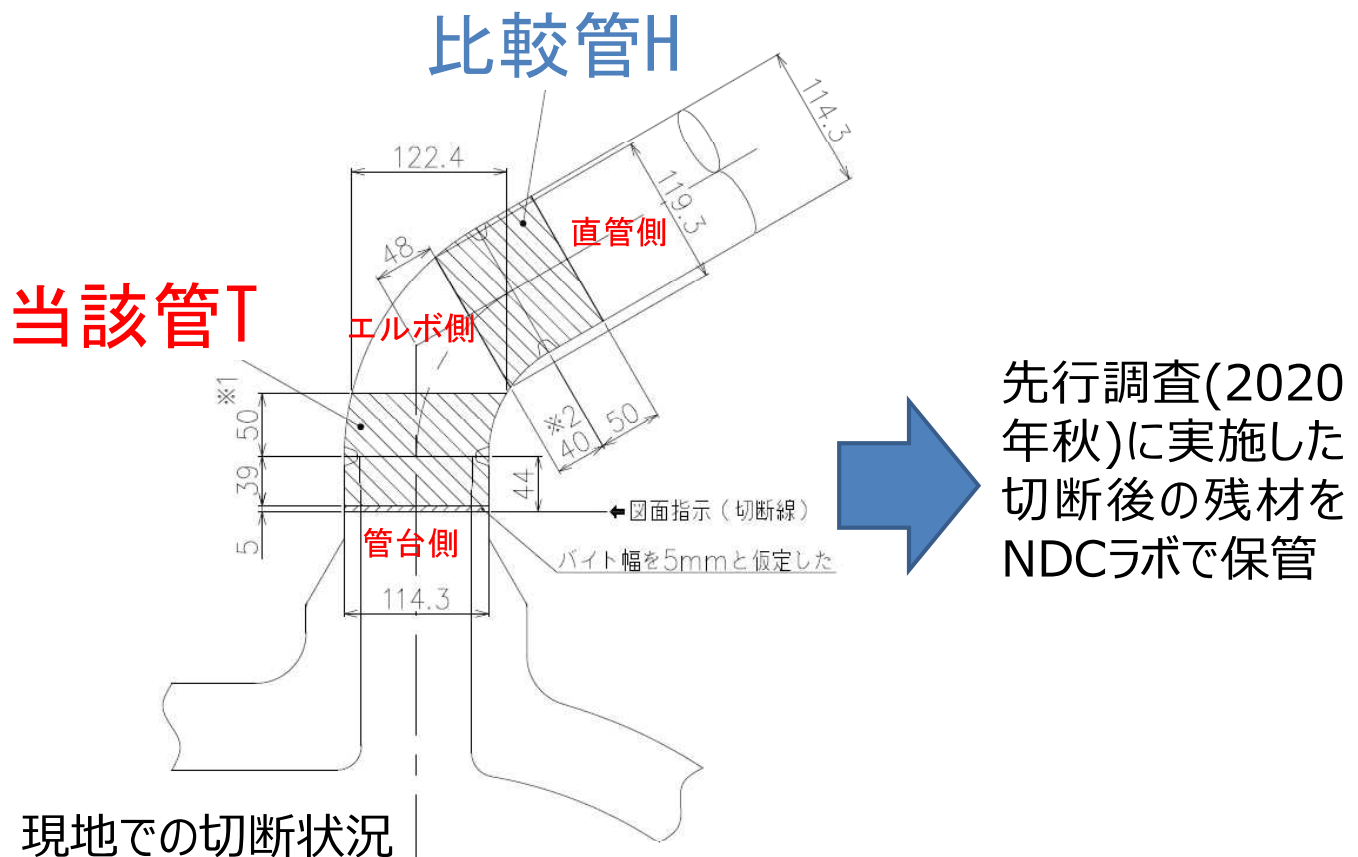 比較管H
114.3
122.4
119.3
48
直管側
当該管T
エルボ側
※1
50
39
5
※2
40
50
44
管台側
←図面指示(切断線)
バイト幅を5mmと仮定した
114.3
先行調査(2020
年秋)に実施した
切断後の残材を
NDCラボで保管
現地での切断状況